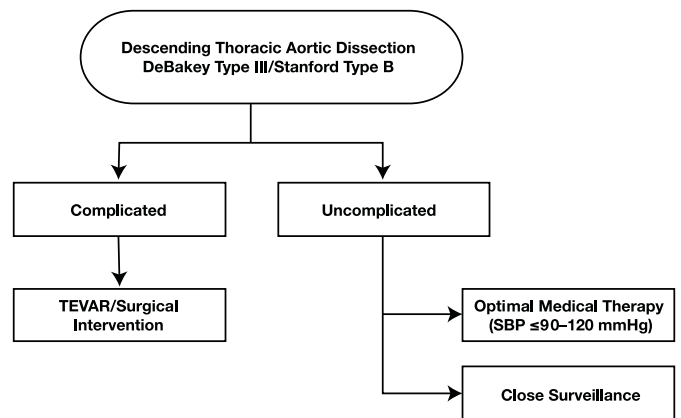 Descending Thoracic Aortic Dissection
DeBakey Type III/Stanford Type B
Complicated
Uncomplicated
TEVAR/Surgical
Intervention
Optimal Medical Therapy
(SBP ≤90–120 mmHg)
Close Surveillance